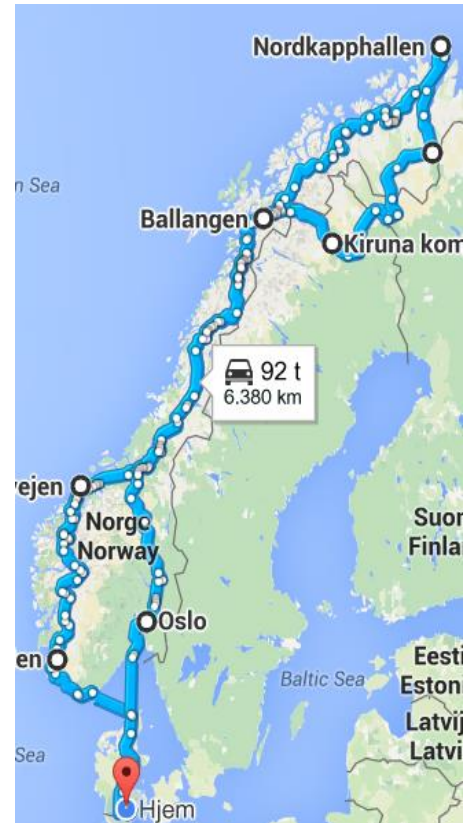 Nordkapphallen
n Sea
Ballangen
Kiruna kom
92 t
6.380 km
vejen
Norge
Norway
Suor
Finla
Oslo
en
Baltic Sea
Eesti
Eston
Latvij
Latvi
Sea
Hjem